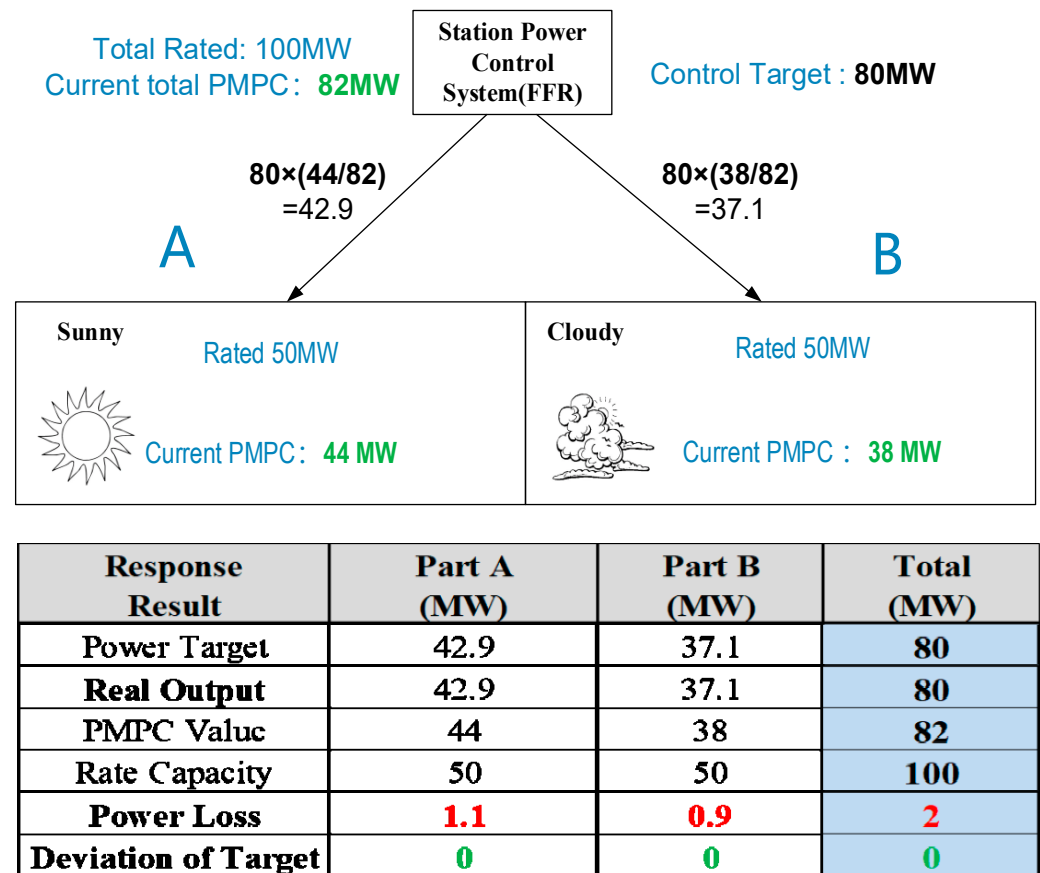 Total Rated: 100MW
Current total PMPC: 82MW
Station Power
Control
System(FFR)
Control Target : 80MW
80×(44/82)
=42.9
80×(38/82)
=37.1
A
B
Sunny
Rated 50MW
Current PMPC: 44 MW
Cloudy
Rated 50MW
Current PMPC : 38 MW
Response Result Part A (MW) Part B (MW) Total (MW)
Power Target 42.9 37.1 80
Real Output 42.9 37.1 80
PMPC Value 44 38 82
Rate Capacity 50 50 100
Power Loss 1.1 0.9 2
Deviation of Target 0 0 0